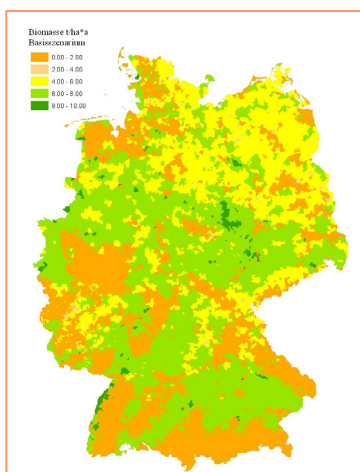 Biomasse t/ha*a
Basisszenarium
0.00 - 2.00
2.00 - 4.00
4.00 - 6.00
6.00 - 8.00
8.00 - 10.00